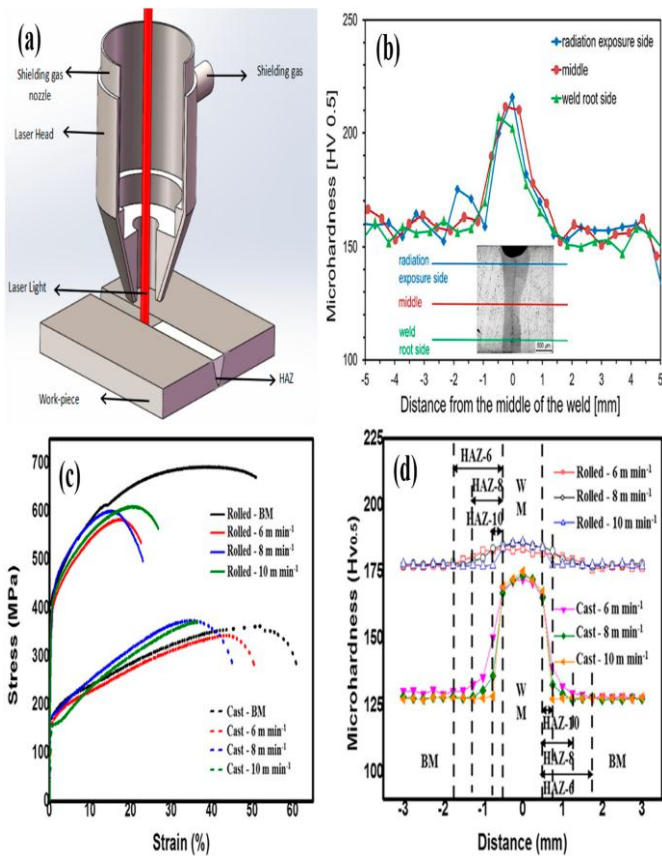 (a)
Shielding gas
nozzle
Shielding gas
Laser Head
Laser Light
HAZ
Work-piece
(b)
radiation exposure side
middle
weld root side
Microhardness [HV 0.5]
250
200
150
100
radiation
exposure side
middle
weld
root side
500 µm
-5 -4 -3 -2 -1 0 1 2 3 4 5
Distance from the middle of the weld [mm]
(c)
Stress (MPa)
700
600
500
400
300
200
100
0
Rolled - BM
Rolled - 6 m min-1
Rolled - 8 m min-1
Rolled - 10 m min-1
Cast - BM
Cast - 6 m min-1
Cast - 8 m min-1
Cast - 10 m min-1
0 10 20 30 40 50 60
Strain (%)
(d)
Microhardness (Hv0.5)
225
200
175
150
125
100
HAZ-6
HAZ-8
HAZ-10
W
M
Rolled - 6 m min-1
Rolled - 8 m min-1
Rolled - 10 m min-1
Cast - 6 m min-1
Cast - 8 m min-1
Cast - 10 m min-1
W
M
HAZ-10
HAZ-8
HAZ-6
BM
BM
-3 -2 -1 0 1 2 3
Distance (mm)